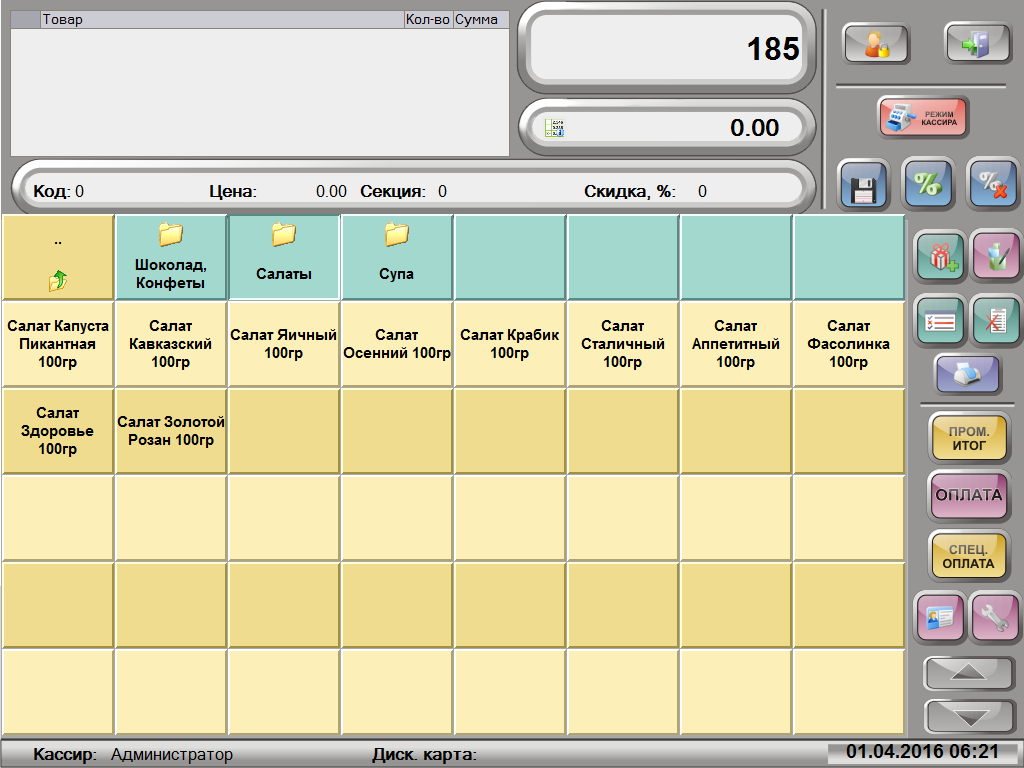 Товар Кол-во Сумма
185
0.00
РЕЖИМ
КАССИРА
Код: 0 Цена: 0.00 Секция: 0 Скидка, %: 0
..
Шоколад,
Конфеты
Салаты
Супа
Салат Капуста
Пикантная
100гр
Салат
Кавказский
100гр
Салат Яичный
100гр
Салат
Осенний 100гр
Салат Крабик
100гр
Салат
Сталичный
100гр
Салат
Аппетитный
100гр
Салат
Фасолинка
100гр
Салат
Здоровье
100гр
Салат Золотой
Розан 100гр
ПРОМ.
ИТОГ
ОПЛАТА
СПЕЦ.
ОПЛАТА
Кассир: Администратор Диск. карта: 01.04.2016 06:21